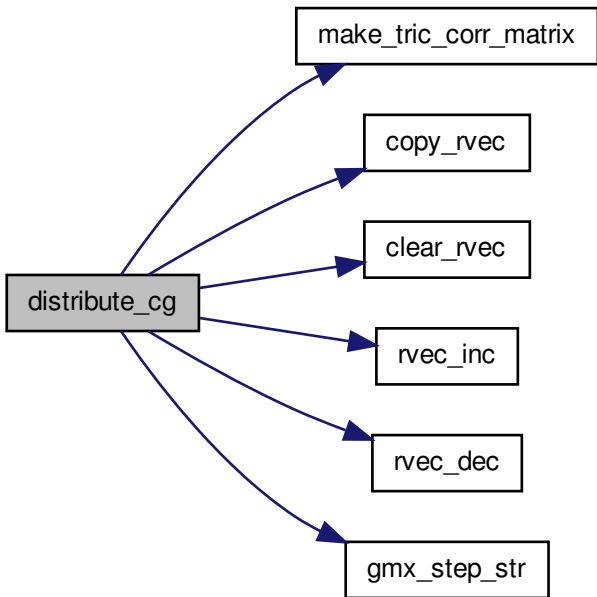 make_tric_corr_matrix
copy_rvec
clear_rvec
distribute_cg
rvec_inc
rvec_dec
gmx_step_str